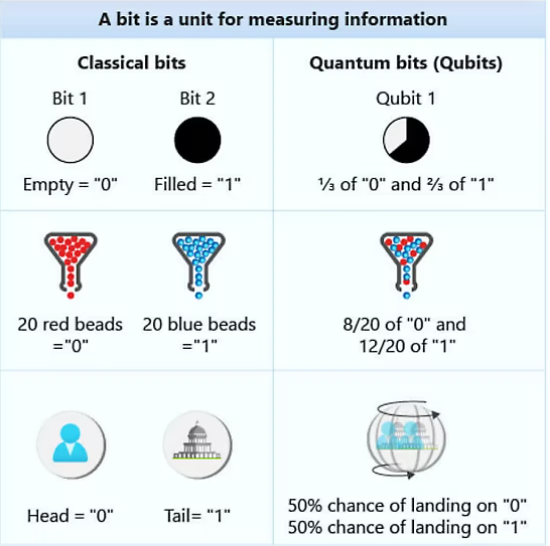 A bit is a unit for measuring information
Classical bits
Quantum bits (Qubits)
Bit 1
Bit 2
Qubit 1
Empty = "0"
Filled = "1"
⅓ of "0" and ⅔ of "1"
20 red beads
="0"
20 blue beads
="1"
8/20 of "0" and
12/20 of "1"
Head = "0"
Tail= "1"
50% chance of landing on "0"
50% chance of landing on "1"